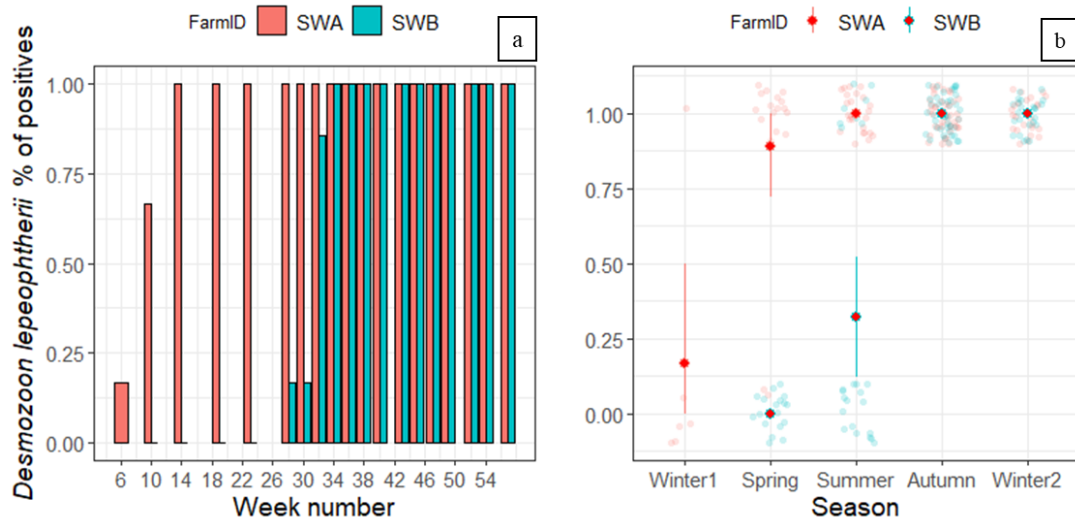 FarmID SWA SWB
a
Desmozoon lepeophtherii % of positives
1.00
0.75
0.50
0.25
0.00
6 10 14 18 22 26 30 34 38 42 46 50 54
Week number
FarmID SWA SWB
b
1.00
0.75
0.50
0.25
0.00
Winter1 Spring Summer Autumn Winter2
Season